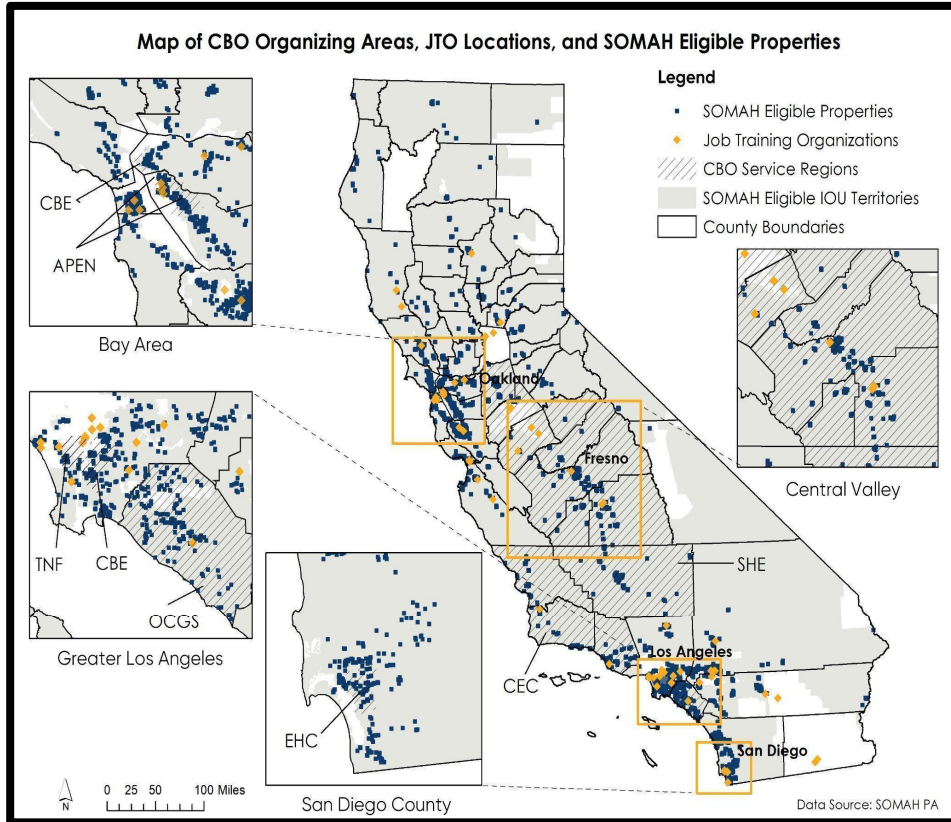 Map of CBO Organizing Areas, JTO Locations, and SOMAH Eligible Properties
Legend
SOMAH Eligible Properties
Job Training Organizations
CBO Service Regions
SOMAH Eligible IOU Territories
County Boundaries
CBE
APEN
Bay Area
Oakland
Fresno
Central Valley
TNF
CBE
OCGS
Greater Los Angeles
SHE
CEC
Los Angeles
San Diego
EHC
San Diego County
N
0 25 50 100 Miles
Data Source: SOMAH PA